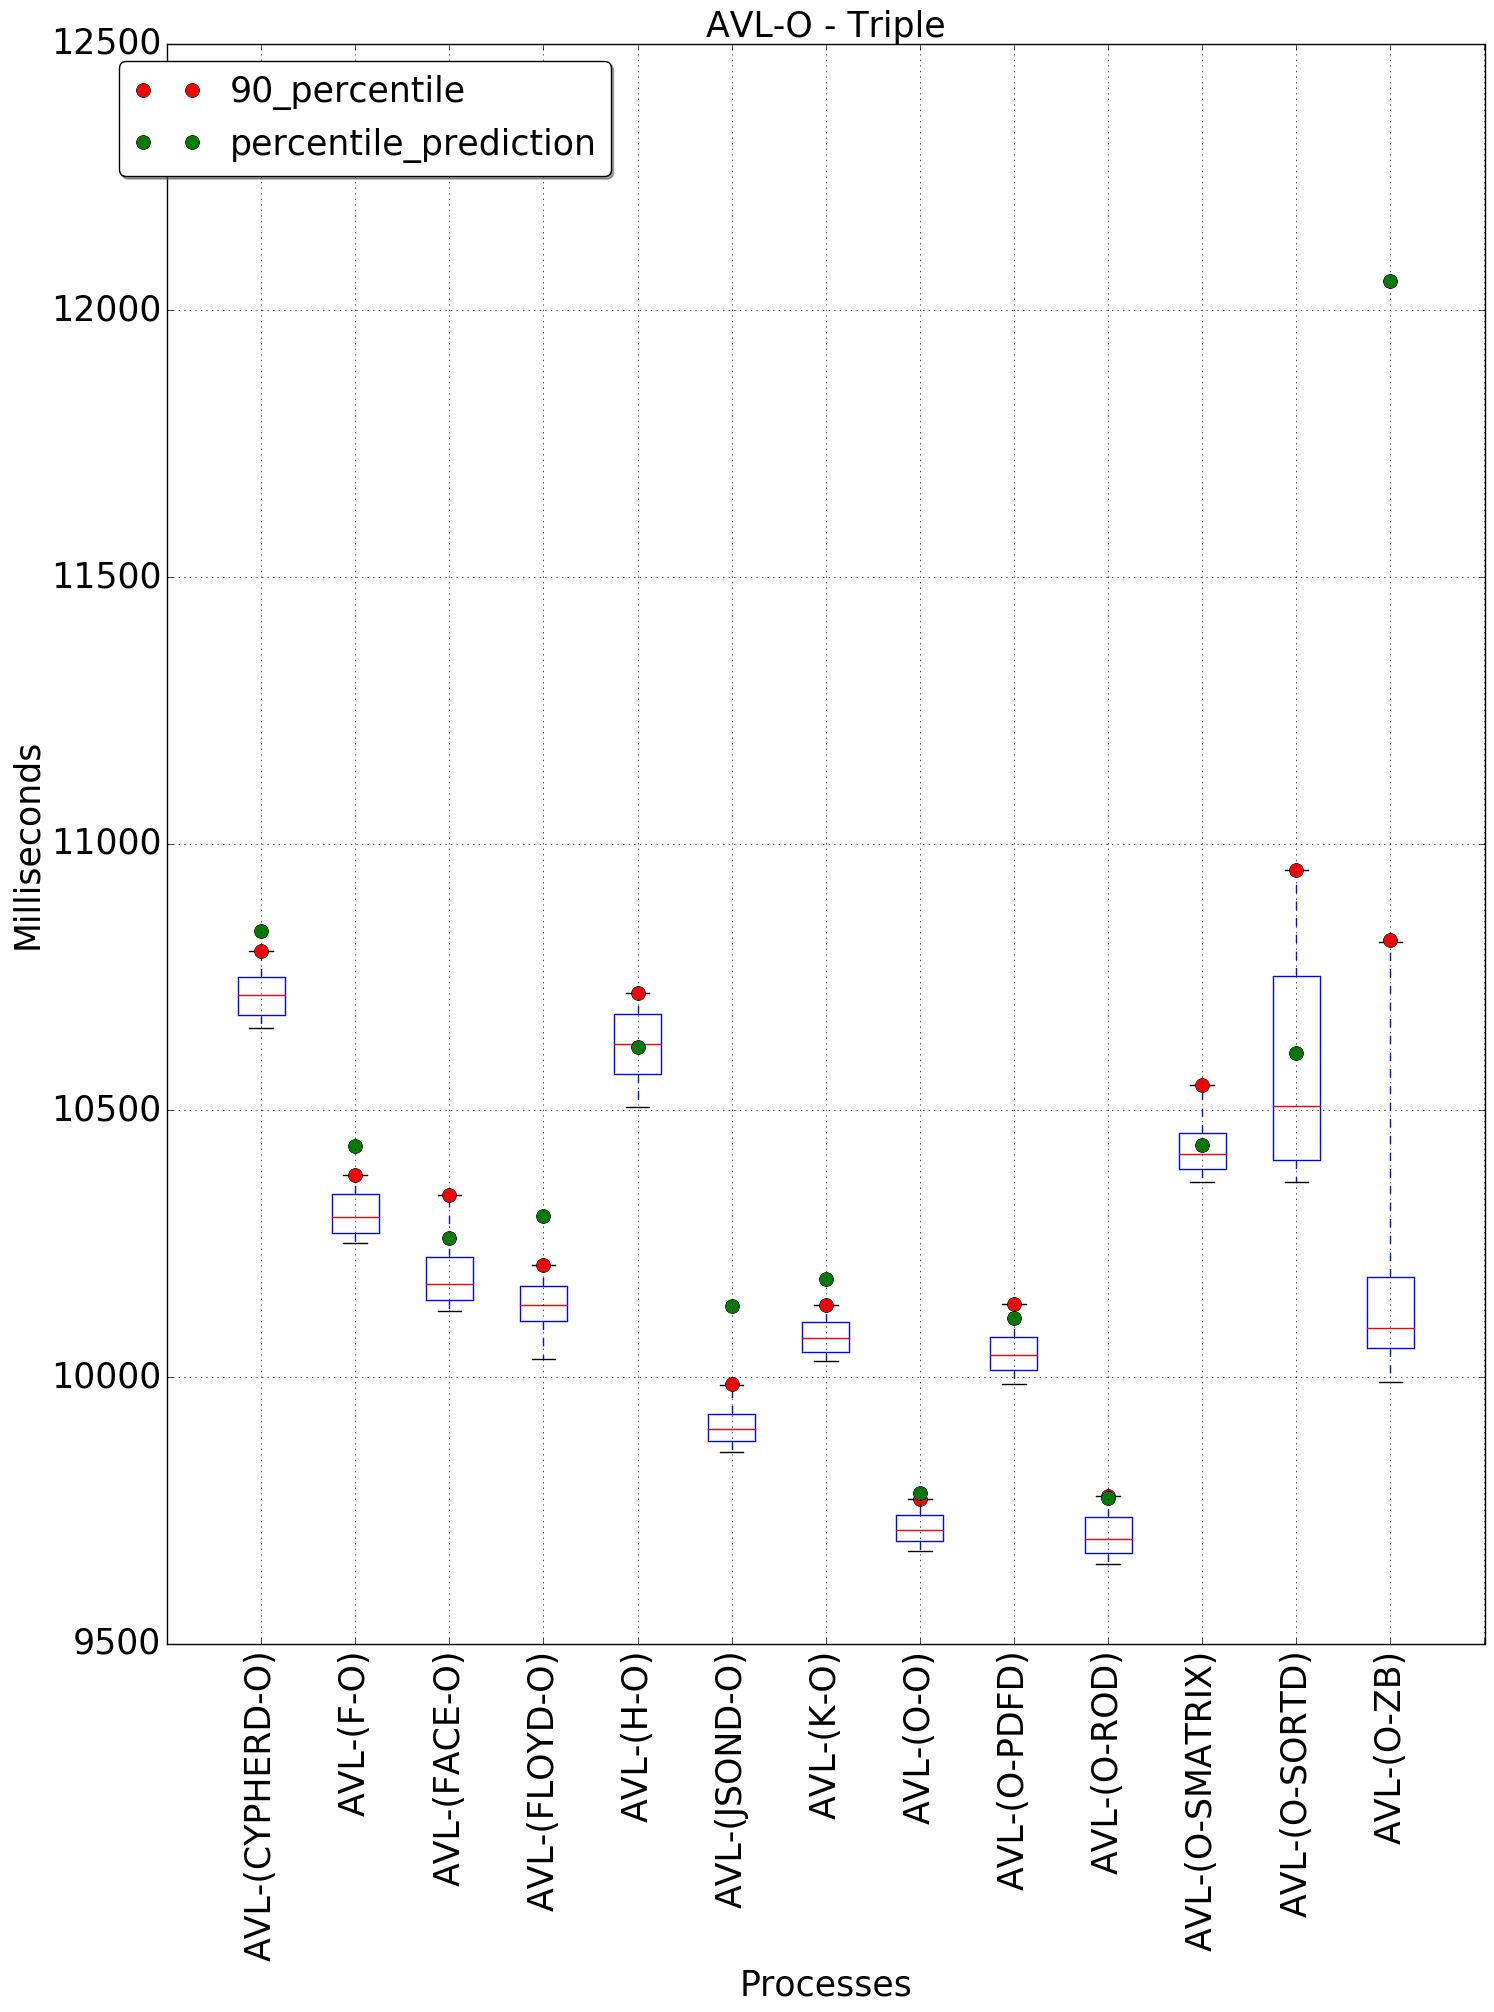 AVL-O - Triple
12500
90_percentile
percentile_prediction
12000
11500
11000
10500
10000
9500
Milliseconds
AVL-(CYPHERD-O)
AVL-(F-O)
AVL-(FACE-O)
AVL-(FLOYD-O)
AVL-(H-O)
AVL-(JSOND-O)
AVL-(K-O)
AVL-(O-O)
AVL-(O-PDFD)
AVL-(O-ROD)
AVL-(O-SMATRIX)
AVL-(O-SORTD)
AVL-(O-ZB)
Processes